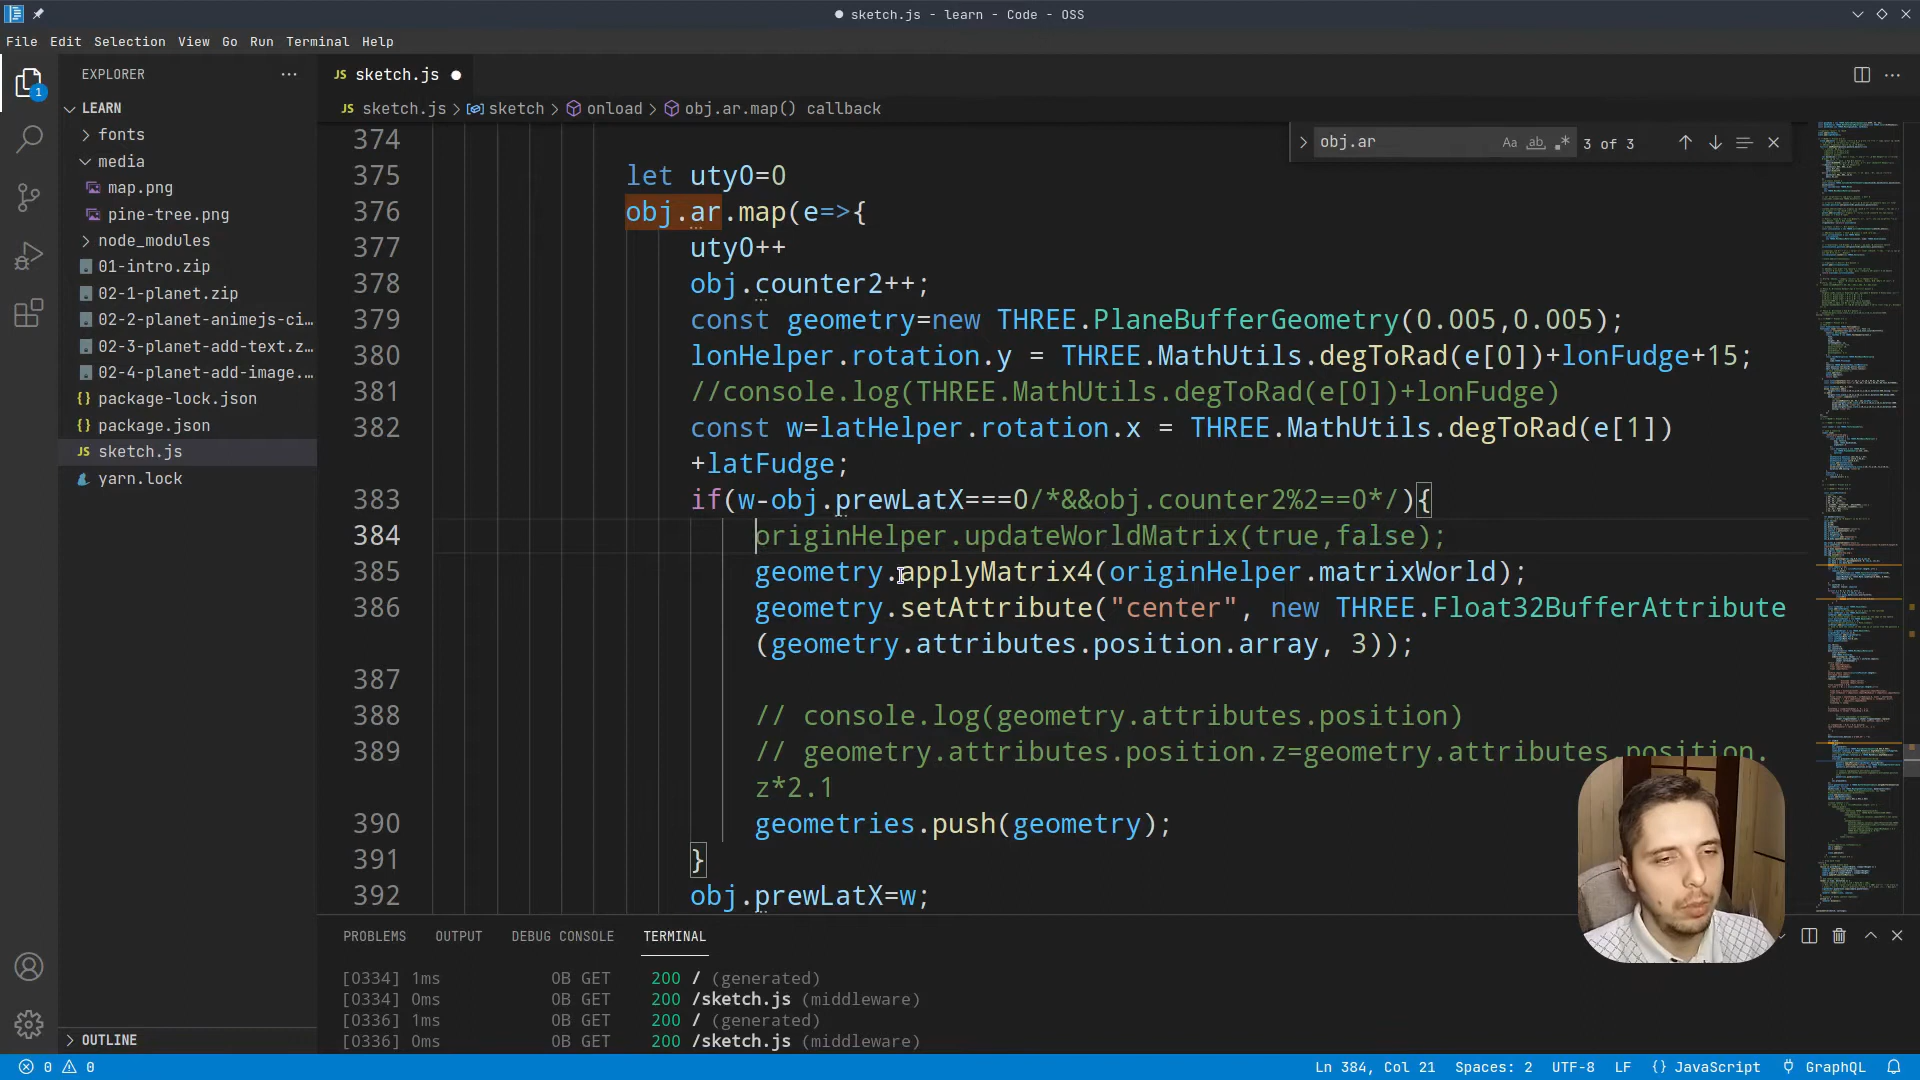 sketch.js - learn - Code - OSS
File Edit Selection View Go Run Terminal Help
EXPLORER
JS sketch.js
LEARN
JS sketch.js > sketch > onload > obj.ar.map() callback
fonts
media
map.png
pine-tree.png
node_modules
01-intro.zip
02-1-planet.zip
02-2-planet-animejs-ci...
02-3-planet-add-text.z...
02-4-planet-add-image....
package-lock.json
package.json
JS sketch.js
yarn.lock
OUTLINE
1
obj.ar Aa ab 3 of 3
374
375 let uty0=0
376 obj.ar.map(e=>{
377 uty0++
378 obj.counter2++;
379 const geometry=new THREE.PlaneBufferGeometry(0.005,0.005);
380 lonHelper.rotation.y = THREE.MathUtils.degToRad(e[0])+lonFudge+15;
381 //console.log(THREE.MathUtils.degToRad(e[0])+lonFudge)
382 const w=latHelper.rotation.x = THREE.MathUtils.degToRad(e[1])
+latFudge;
383 if(w-obj.prewLatX===0/*&&obj.counter2%2==0*/){
384 originHelper.updateWorldMatrix(true,false);
385 geometry.applyMatrix4(originHelper.matrixWorld);
386 geometry.setAttribute("center", new THREE.Float32BufferAttribute
(geometry.attributes.position.array, 3));
387
388 // console.log(geometry.attributes.position)
389 // geometry.attributes.position.z=geometry.attributes.position.
z*2.1
390 geometries.push(geometry);
391 }
392 obj.prewLatX=w;
PROBLEMS OUTPUT DEBUG CONSOLE TERMINAL
[0334] 1ms 0B GET 200 / (generated)
[0334] 0ms 0B GET 200 /sketch.js (middleware)
[0336] 1ms 0B GET 200 / (generated)
[0336] 0ms 0B GET 200 /sketch.js (middleware)
0 0 Ln 384, Col 21 Spaces: 2 UTF-8 LF {} JavaScript GraphQL